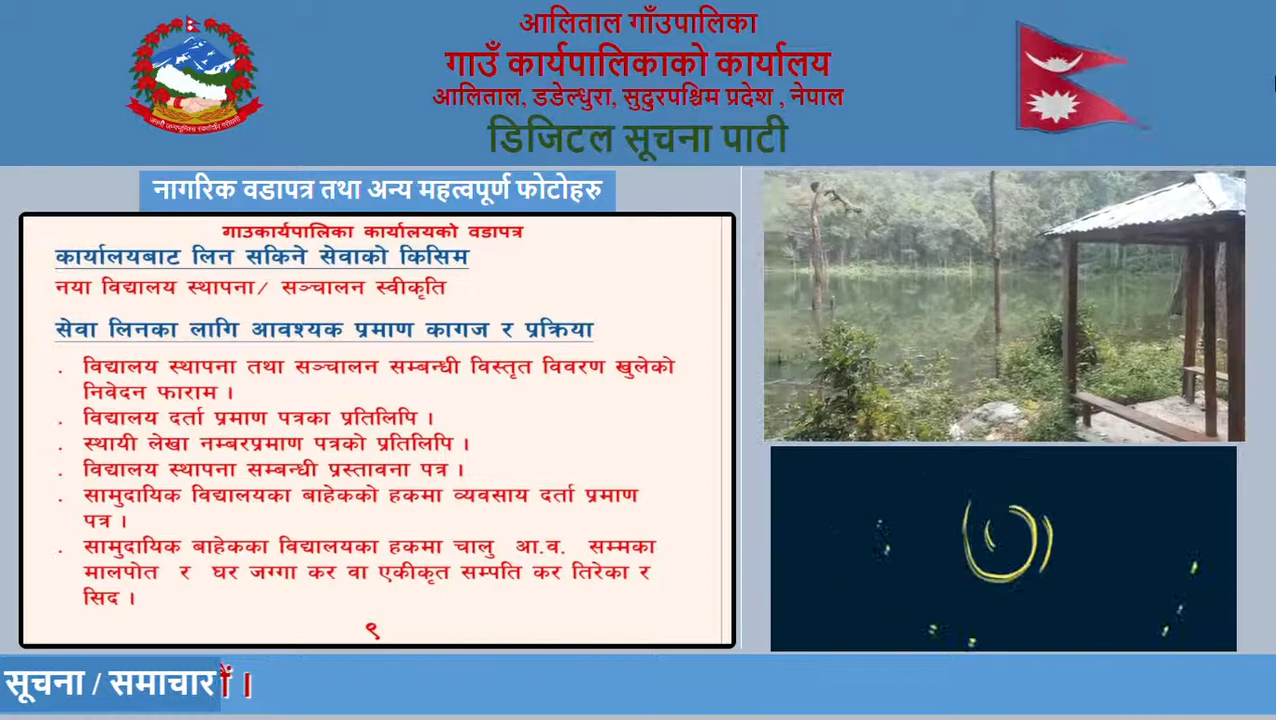 आलिताल गाँउपालिका
गाउँ कार्यपालिकाको कार्यालय
आलिताल, डडेल्धुरा, सुदुरपश्चिम प्रदेश , नेपाल
डिजिटल सूचना पाटी
नागरिक वडापत्र तथा अन्य महत्वपूर्ण फोटोहरु
गाउकार्यपालिका कार्यालयको वडापत्र
कार्यालयबाट लिन सकिने सेवाको किसिम
नया विद्यालय स्थापना/ सञ्चालन स्वीकृति
सेवा लिनका लागि आवश्यक प्रमाण कागज र प्रक्रिया
. विद्यालय स्थापना तथा सञ्चालन सम्बन्धी विस्तृत विवरण खुलेको
निवेदन फाराम ।
. विद्यालय दर्ता प्रमाण पत्रका प्रतिलिपि ।
. स्थायी लेखा नम्बरप्रमाण पत्रको प्रतिलिपि ।
. विद्यालय स्थापना सम्बन्धी प्रस्तावना पत्र ।
. सामुदायिक विद्यालयका बाहेकको हकमा व्यवसाय दर्ता प्रमाण
पत्र ।
. सामुदायिक बाहेकका विद्यालयका हकमा चालु आ.व. सम्मका
मालपोत र घर जग्गा कर वा एकीकृत सम्पति कर तिरेका र
सिद ।
९
सूचना / समाचार